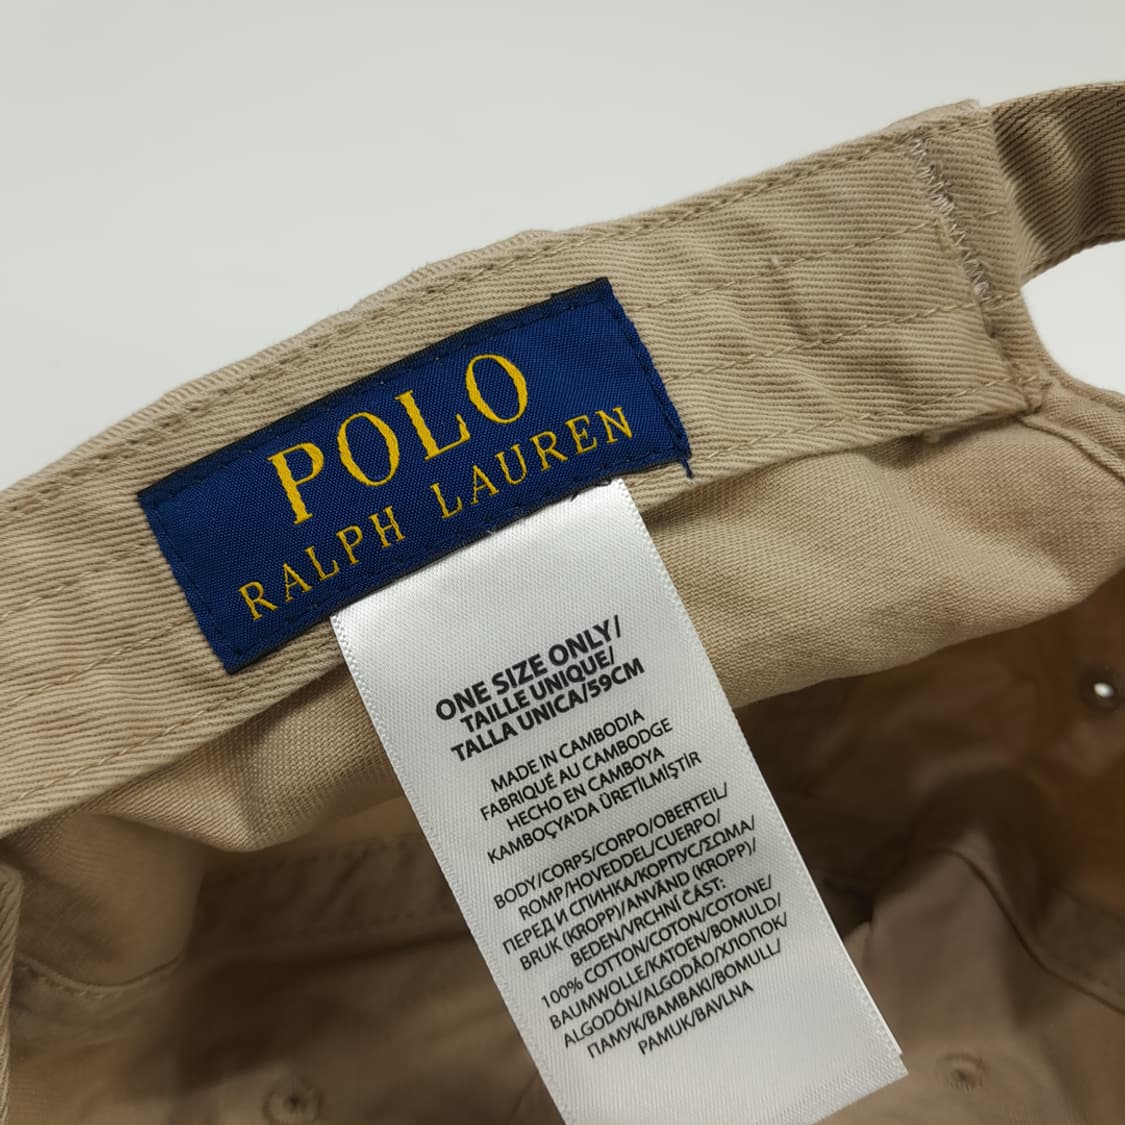 POLO
RALPH LAUREN
ONE SIZE ONLY/
TAILLE UNIQUE/
TALLA UNICA/59CM
MADE IN CAMBODIA
FABRIQUÉ AU CAMBODGE
HECHO EN CAMBOYA
KAMBOÇYA'DA ÜRETİLMİŞTİR
BODY/CORPS/CORPO/OBERTEIL/
ROMP/HOVEDDEL/CUERPO/
ПЕРЕД И СПИНКА/КОРПУС/ΣΩΜΑ/
BRUK (KROPP)/ANVÄND (KROPP)/
BEDEN/VRCHNÍ ČÁST:
100% COTTON/COTON/COTONE/
BAUMWOLLE/KATOEN/BOMULD/
ALGODÓN/ALGODÃO/ХЛОПОК/
ПАМУК/ΒΑΜΒΑΚΙ/BOMULL/
PAMUK/BAVLNA